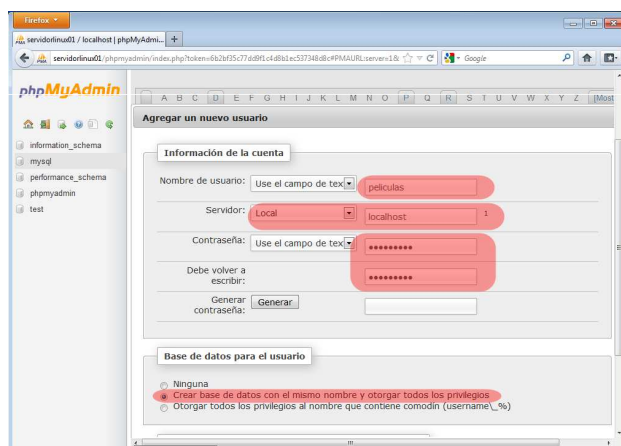 Firefox
servidorlinux01 / localhost | phpMyAdmi...
servidorlinux01/phpmyadmin/index.php?token=6b2bf35c77dd9f1c4d8b1ec537348d8c#PMAURL:server=1&
Google
phpMyAdmin
A B C D E F G H I J K L M N O P Q R S T U V W X Y Z [Most
Agregar un nuevo usuario
information_schema
mysql
performance_schema
phpmyadmin
test
Información de la cuenta
Nombre de usuario: Use el campo de tex peliculas
Servidor: Local localhost 1
Contraseña: Use el campo de tex •••••••••
Debe volver a
escribir: •••••••••
Generar
contraseña: Generar
Base de datos para el usuario
Ninguna
Crear base de datos con el mismo nombre y otorgar todos los privilegios
Otorgar todos los privilegios al nombre que contiene comodín (username\_%)